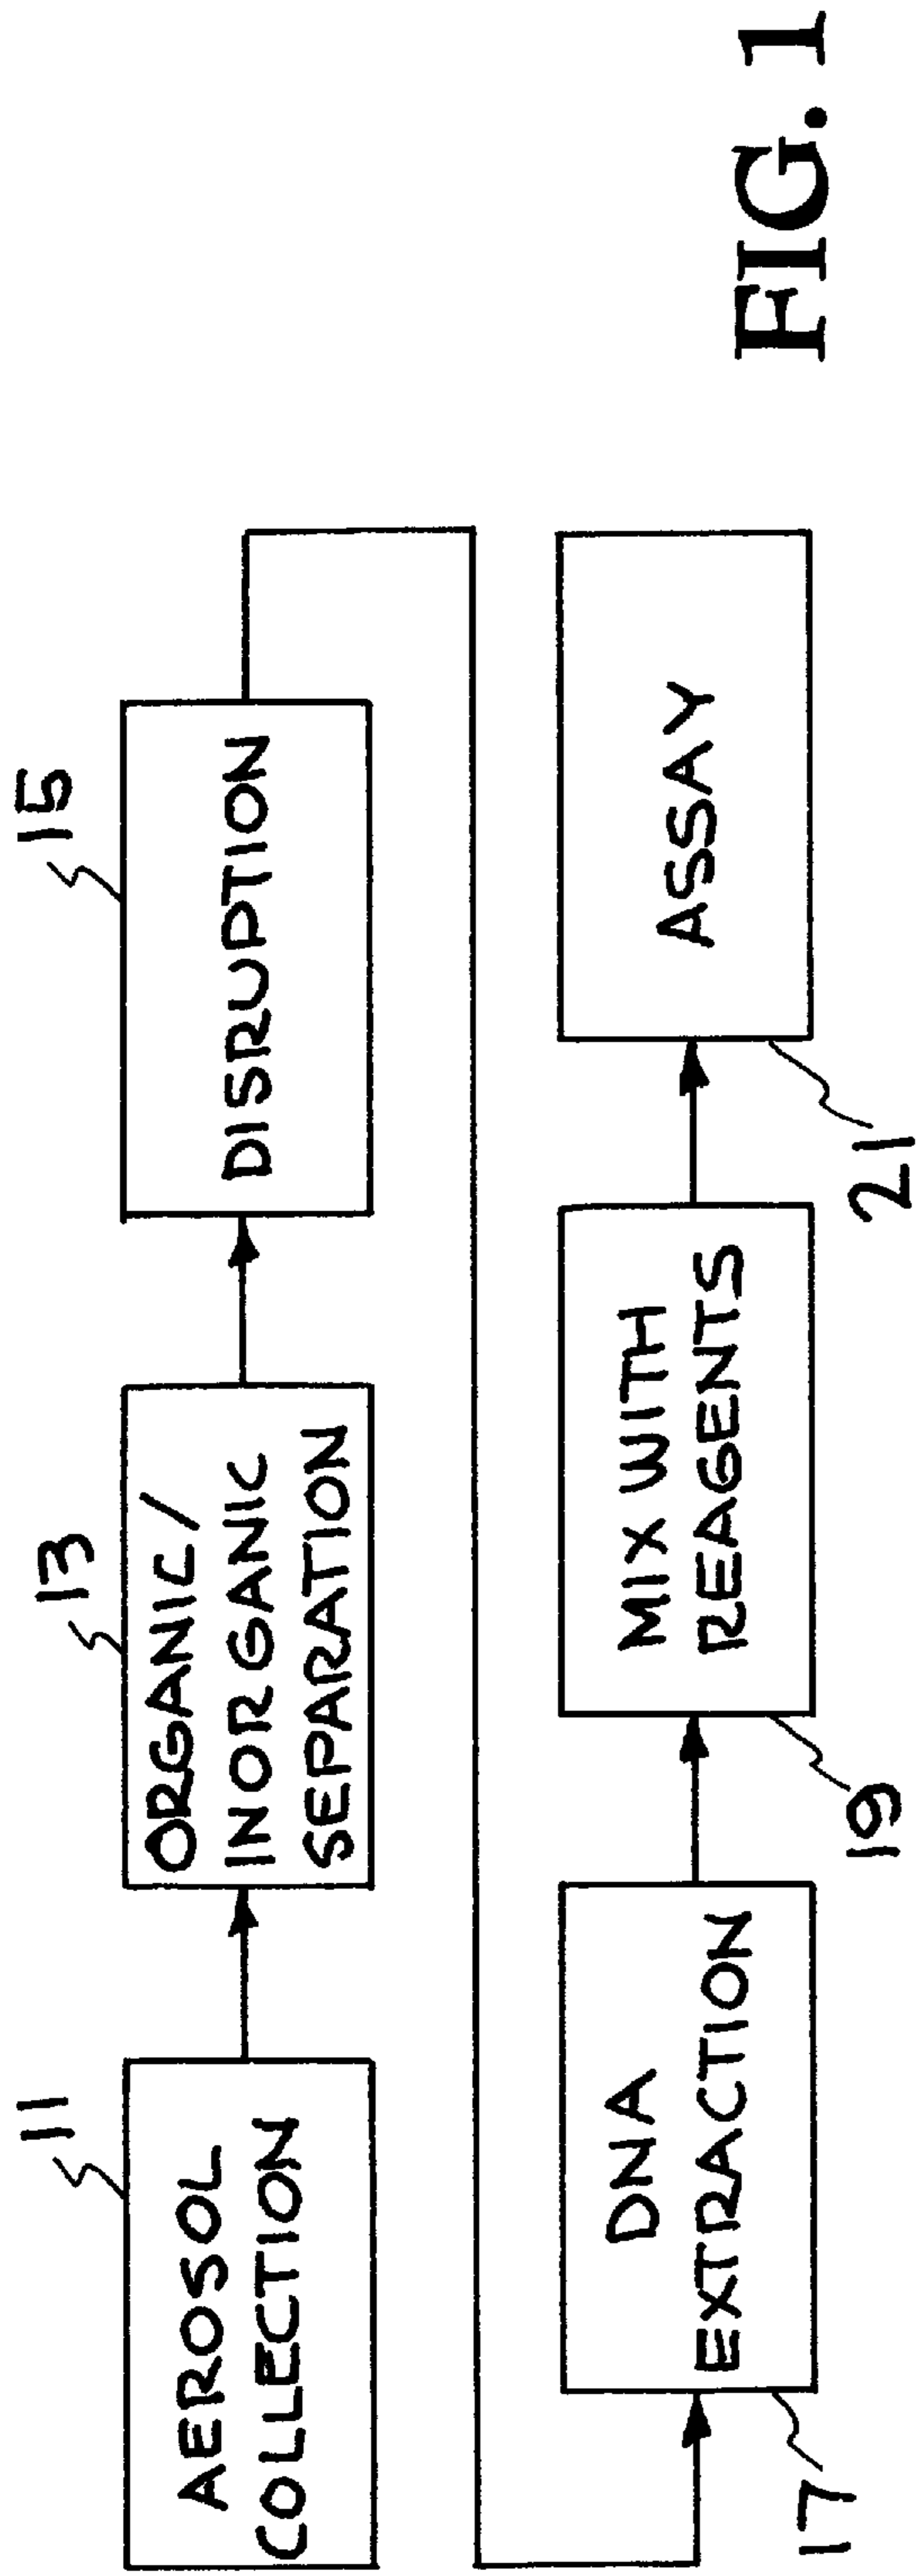 11
AEROSOL
COLLECTION
13
ORGANIC/
INORGANIC
SEPARATION
15
DISRUPTION
17
DNA
EXTRACTION
19
MIX WITH
REAGENTS
21
ASSAY
FIG. 1